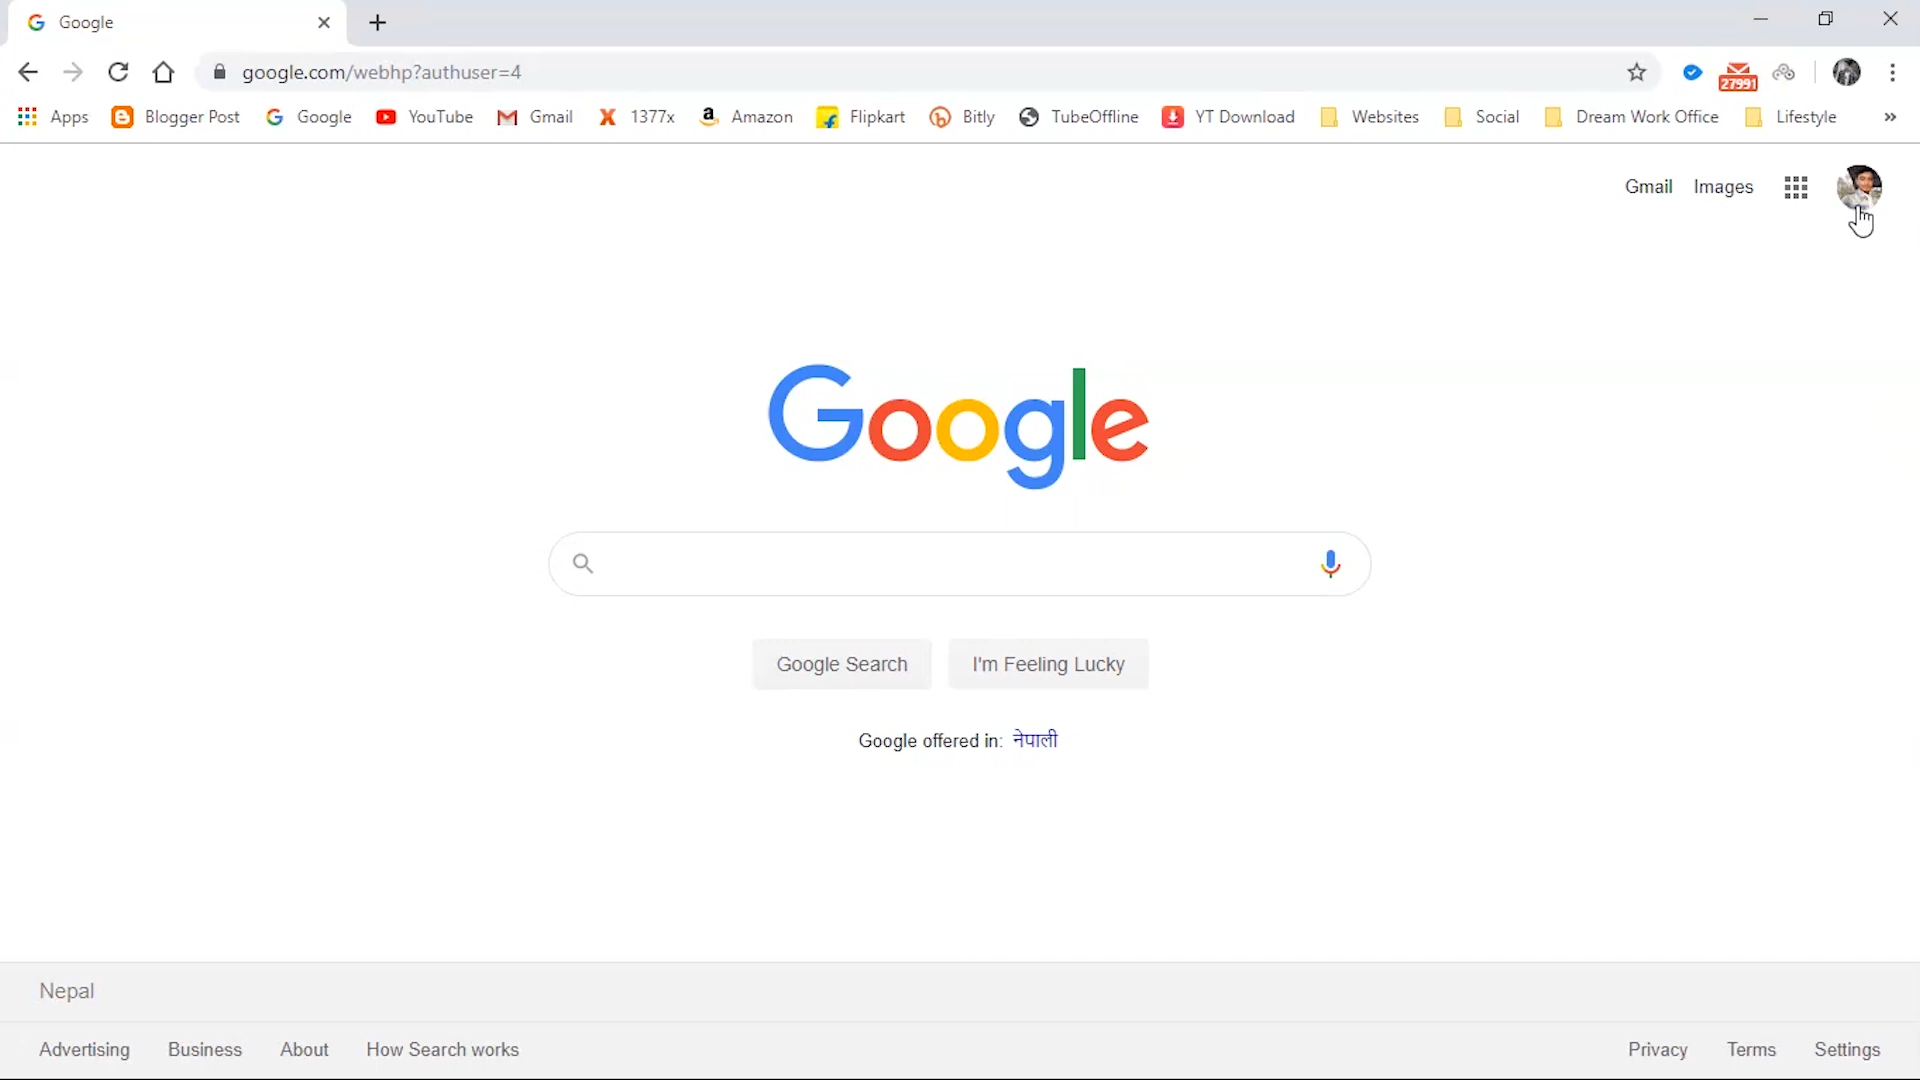 Google
google.com/webhp?authuser=4
27991
Apps Blogger Post Google YouTube Gmail 1377x Amazon Flipkart Bitly TubeOffline YT Download Websites Social Dream Work Office Lifestyle »
Gmail Images
Google
Google Search I'm Feeling Lucky
Google offered in: नेपाली
Nepal
Advertising Business About How Search works Privacy Terms Settings